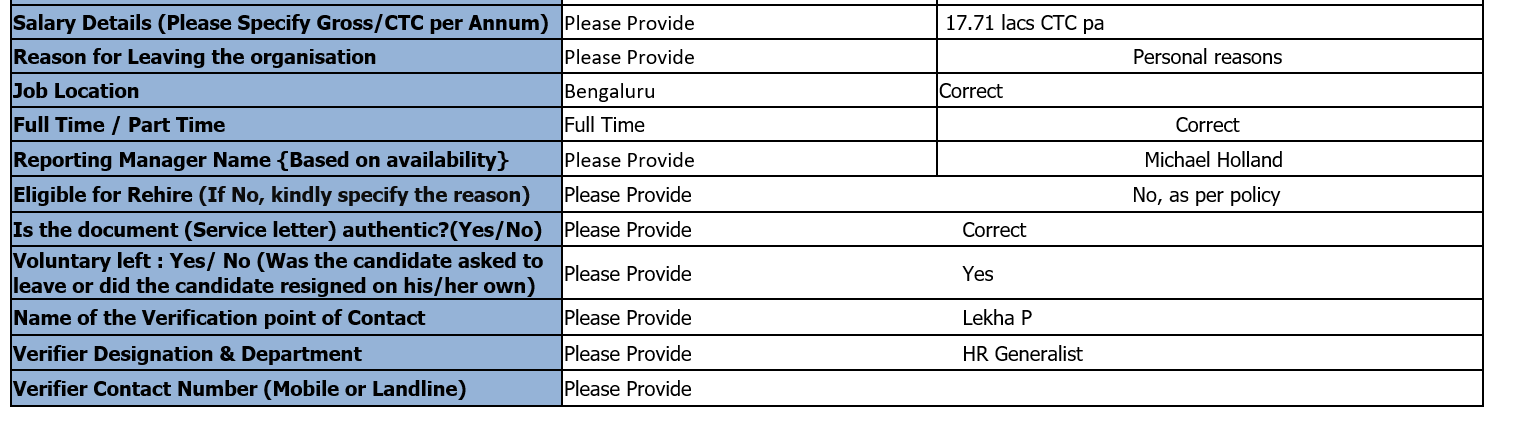 Salary Details (Please Specify Gross/CTC per Annum) Please Provide 17.71 lacs CTC pa
Reason for Leaving the organisation Please Provide Personal reasons
Job Location Bengaluru Correct
Full Time / Part Time Full Time Correct
Reporting Manager Name {Based on availability} Please Provide Michael Holland
Eligible for Rehire (If No, kindly specify the reason) Please Provide No, as per policy
Is the document (Service letter) authentic?(Yes/No) Please Provide Correct
Voluntary left : Yes/ No (Was the candidate asked to
leave or did the candidate resigned on his/her own) Please Provide Yes
Name of the Verification point of Contact Please Provide Lekha P
Verifier Designation & Department Please Provide HR Generalist
Verifier Contact Number (Mobile or Landline) Please Provide